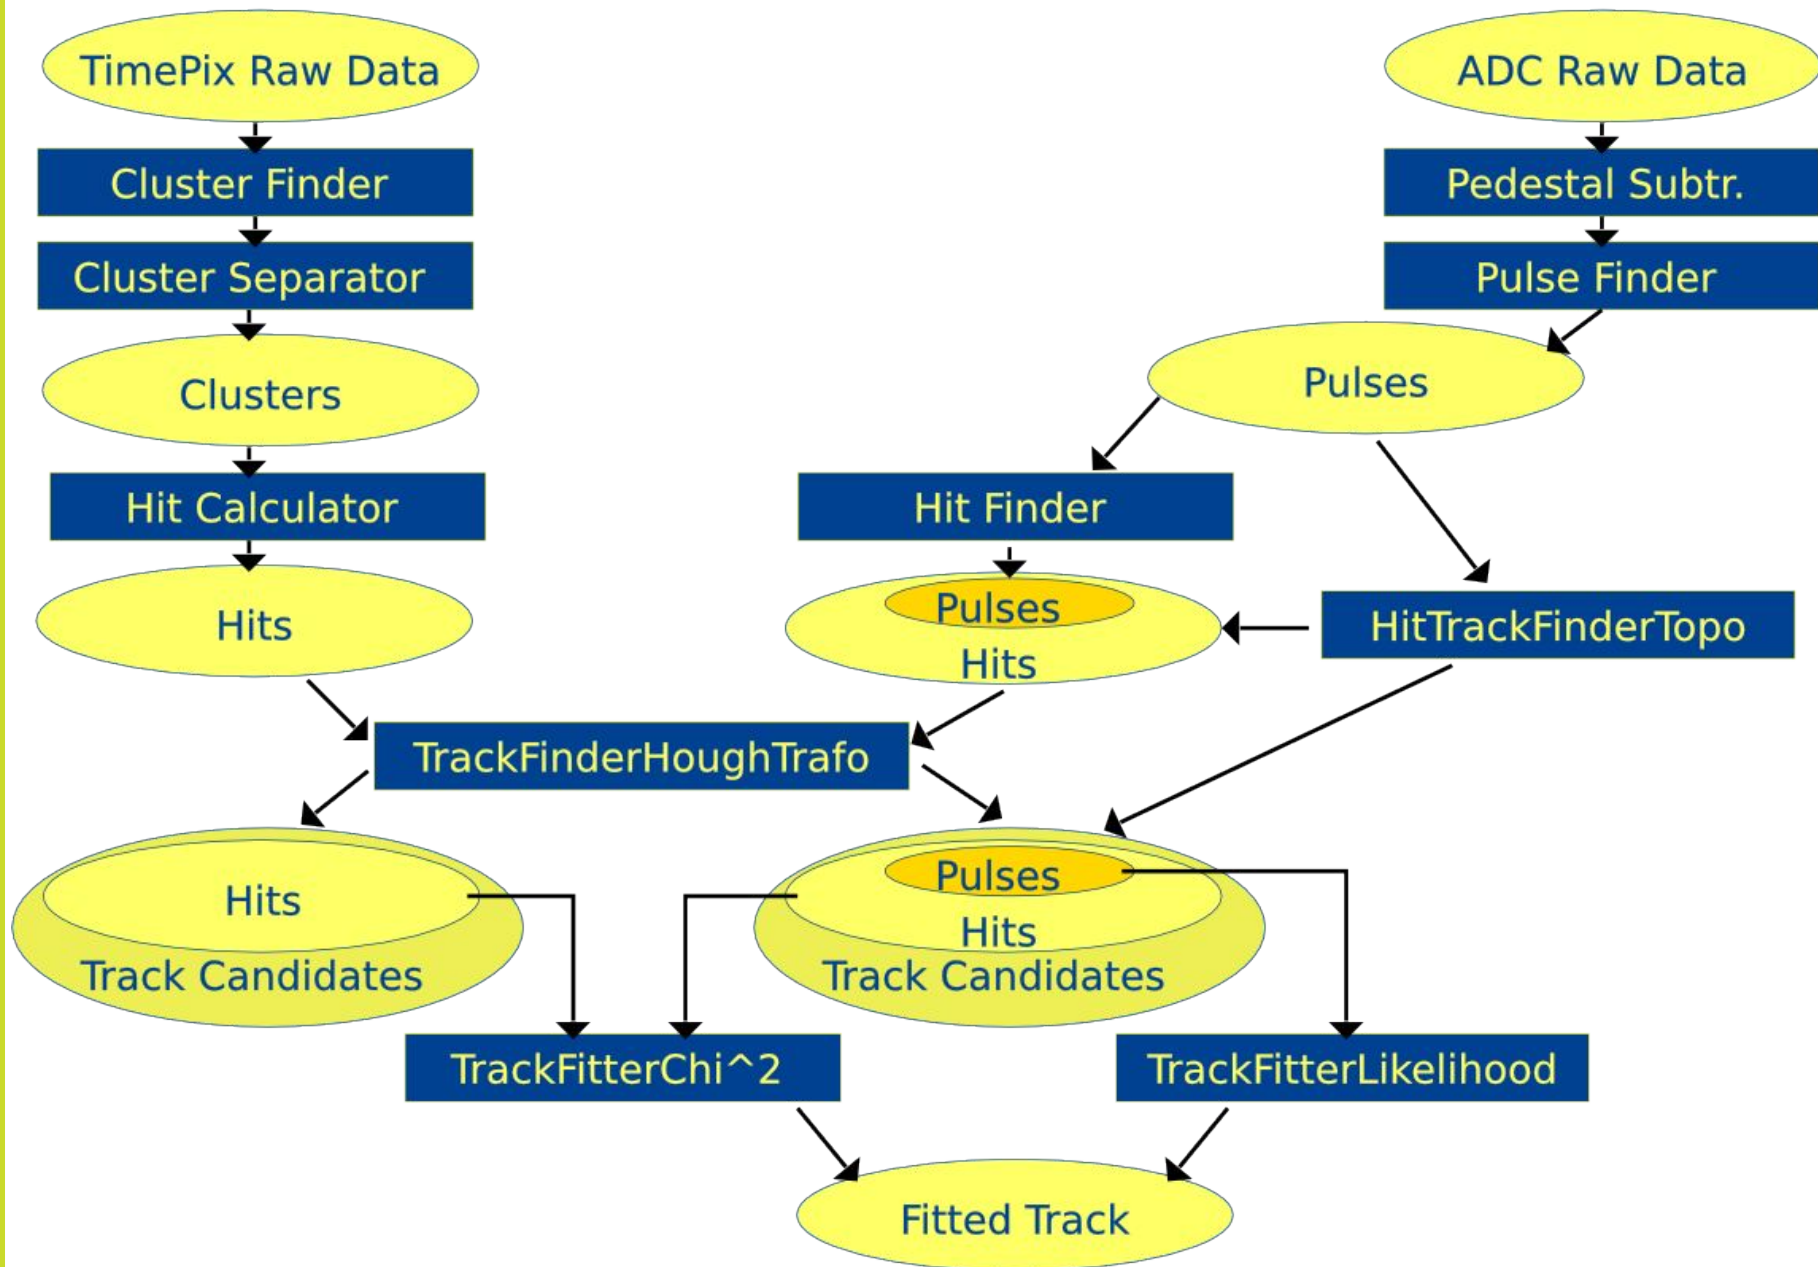 TimePix Raw Data
ADC Raw Data
Cluster Finder
Pedestal Subtr.
Cluster Separator
Pulse Finder
Clusters
Pulses
Hit Calculator
Hit Finder
Hits
Pulses
Hits
HitTrackFinderTopo
TrackFinderHoughTrafo
Hits
Track Candidates
Pulses
Hits
Track Candidates
TrackFitterChi^2
TrackFitterLikelihood
Fitted Track